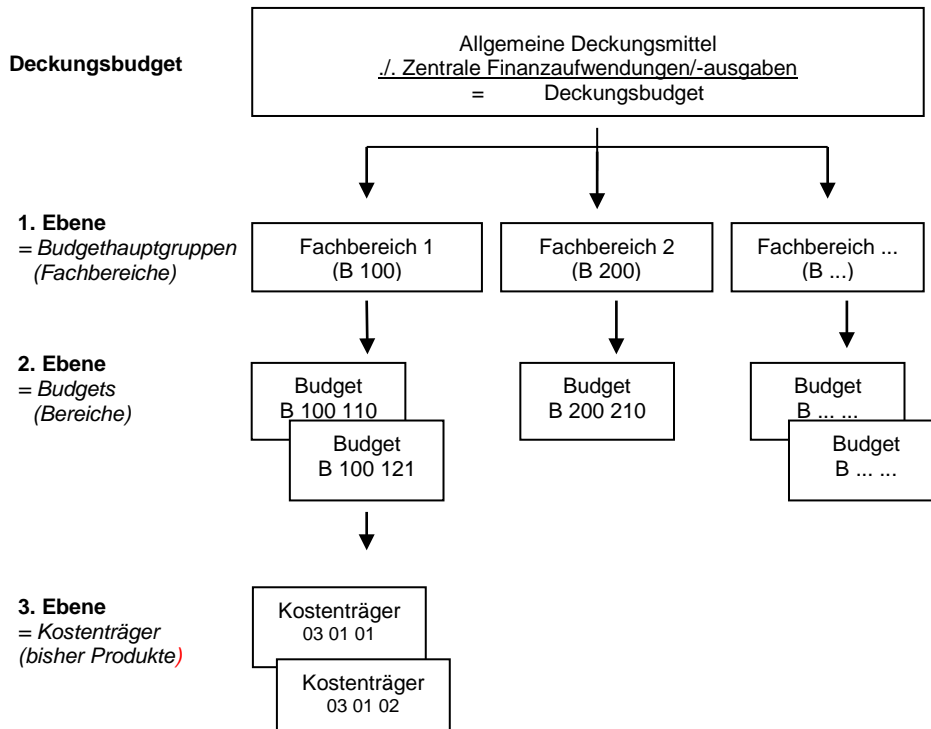 Deckungsbudget
Allgemeine Deckungsmittel
./. Zentrale Finanzaufwendungen/-ausgaben
= Deckungsbudget
1. Ebene
= Budgethauptgruppen
(Fachbereiche)
Fachbereich 1
(B 100)
Fachbereich 2
(B 200)
Fachbereich ...
(B ...)
2. Ebene
= Budgets
(Bereiche)
Budget
B 100 110
Budget
B 100 121
Budget
B 200 210
Budget
B ... ...
Budget
B ... ...
3. Ebene
= Kostenträger
(bisher Produkte)
Kostenträger
03 01 01
Kostenträger
03 01 02